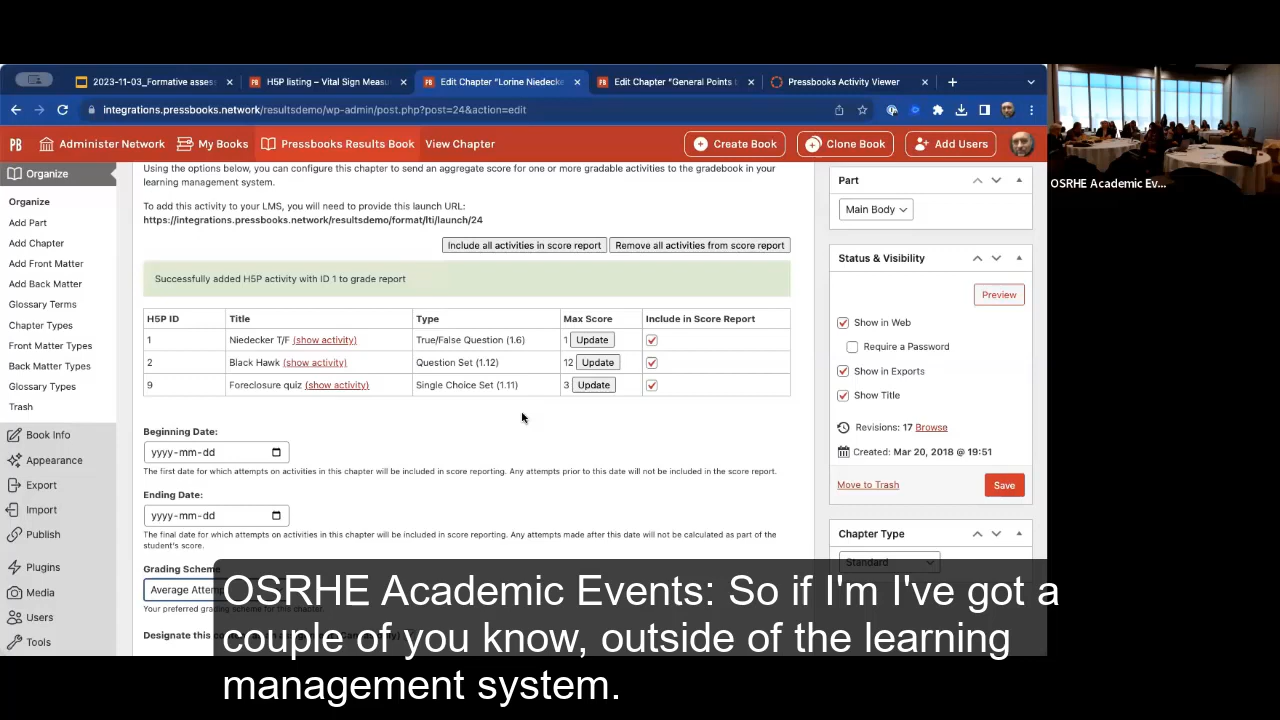 2023-11-03_Formative asses
H5P listing – Vital Sign Measu
Edit Chapter "Lorine Niedecke
Edit Chapter "General Points
Pressbooks Activity Viewer
integrations.pressbooks.network/resultsdemo/wp-admin/post.php?post=24&action=edit
PB
Administer Network
My Books
Pressbooks Results Book
View Chapter
Create Book
Clone Book
Add Users
OSRHE Academic Ev...
Organize
Organize
Add Part
Add Chapter
Add Front Matter
Add Back Matter
Glossary Terms
Chapter Types
Front Matter Types
Back Matter Types
Glossary Types
Trash
Book Info
Appearance
Export
Import
Publish
Plugins
Media
Users
Tools
Using the options below, you can configure this chapter to send an aggregate score for one or more gradable activities to the gradebook in your
learning management system.
To add this activity to your LMS, you will need to provide this launch URL:
https://integrations.pressbooks.network/resultsdemo/format/lti/launch/24
Include all activities in score report
Remove all activities from score report
Successfully added H5P activity with ID 1 to grade report
H5P ID Title Type Max Score Include in Score Report
1 Niedecker T/F (show activity) True/False Question (1.6) 1 Update
2 Black Hawk (show activity) Question Set (1.12) 12 Update
9 Foreclosure quiz (show activity) Single Choice Set (1.11) 3 Update
Beginning Date:
yyyy-mm-dd
The first date for which attempts on activities in this chapter will be included in score reporting. Any attempts prior to this date will not be included in the score report.
Ending Date:
yyyy-mm-dd
The final date for which attempts on activities in this chapter will be included in score reporting. Any attempts made after this date will not be calculated as part of the
student's score.
Grading Scheme
Average Attemp
Your preferred grading scheme for this chapter.
Designate this
Part
Main Body
Status & Visibility
Preview
Show in Web
Require a Password
Show in Exports
Show Title
Revisions: 17 Browse
Created: Mar 20, 2018 @ 19:51
Move to Trash
Save
Chapter Type
Standard
OSRHE Academic Events: So if I'm I've got a
couple of you know, outside of the learning
management system.